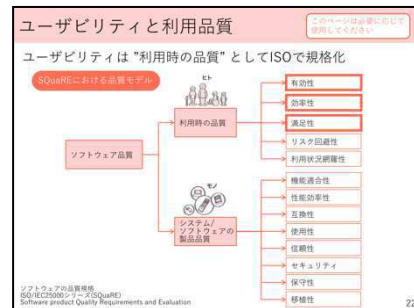 ユーザビリティと利用品質
このページは必要に応じて
使用してください
ユーザビリティは "利用時の品質" としてISOで規格化
SQuaREにおける品質モデル
ヒト
利用時の品質
有効性
効率性
満足性
リスク回避性
利用状況網羅性
ソフトウェア品質
モノ
システム/
ソフトウェアの
製品品質
機能適合性
性能効率性
互換性
使用性
信頼性
セキュリティ
保守性
移植性
ソフトウェアの品質規格
ISO/IEC25000シリーズ(SQuaRE)
Software product Quality Requirements and Evaluation
22